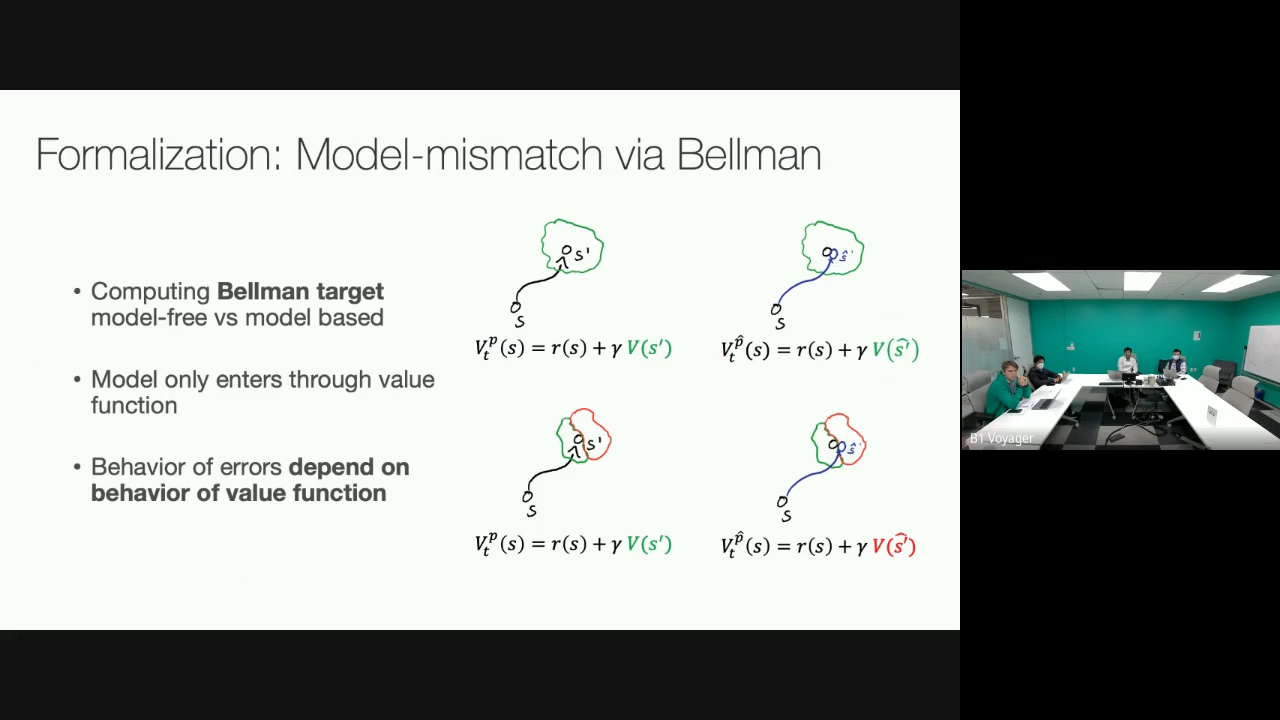 Formalization: Model-mismatch via Bellman
• Computing Bellman target
model-free vs model based
• Model only enters through value
function
• Behavior of errors depend on
behavior of value function
s'
s
V_t^p(s) = r(s) + γ V(s')
ŝ'
s
V_t^p̂(s) = r(s) + γ V(ŝ')
s'
s
V_t^p(s) = r(s) + γ V(s')
ŝ'
s
V_t^p̂(s) = r(s) + γ V(ŝ')
B1 Voyager